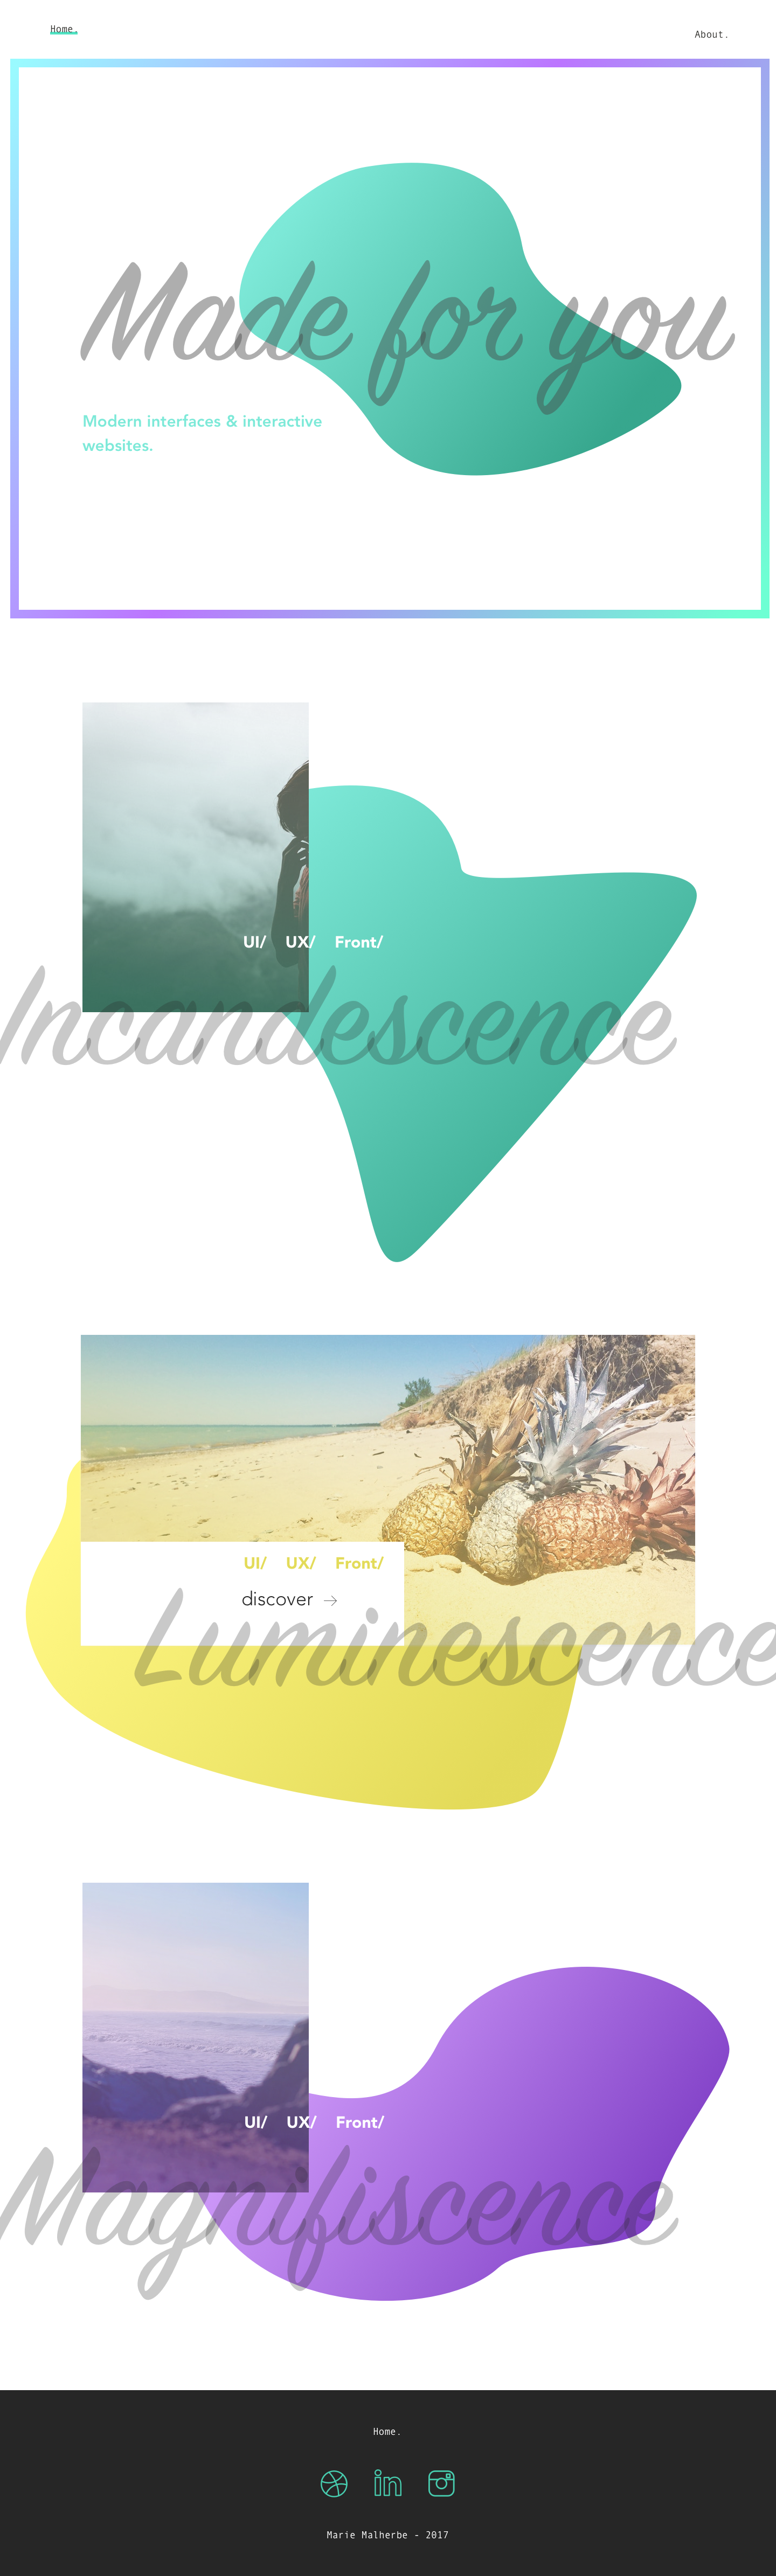 Home.
About.
Made for you
Modern interfaces & interactive
websites.
UI/ UX/ Front/
Incandescence
UI/ UX/ Front/
discover →
Luminescence
UI/ UX/ Front/
Magnifiscence
Home.
in
Marie Malherbe - 2017